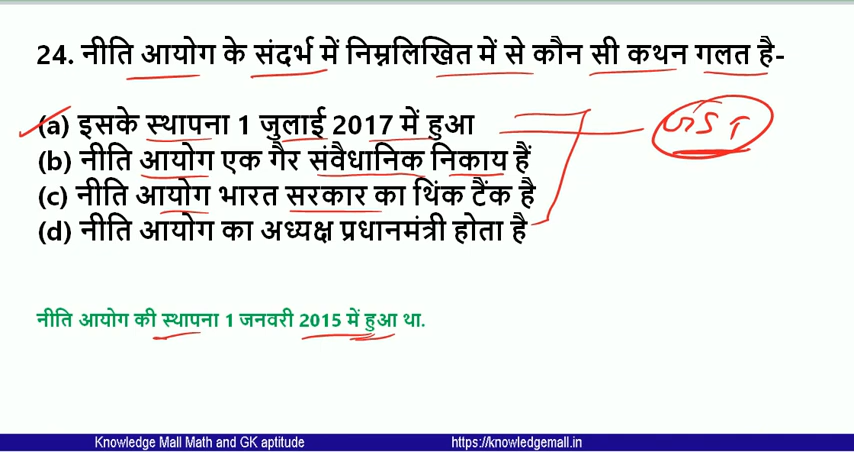 24. नीति आयोग के संदर्भ में निम्नलिखित में से कौन सी कथन गलत है-
(a) इसके स्थापना 1 जुलाई 2017 में हुआ
GST
(b) नीति आयोग एक गैर संवैधानिक निकाय हैं
(c) नीति आयोग भारत सरकार का थिंक टैंक है
(d) नीति आयोग का अध्यक्ष प्रधानमंत्री होता है
नीति आयोग की स्थापना 1 जनवरी 2015 में हुआ था.
Knowledge Mall Math and GK aptitude https://knowledgemall.in